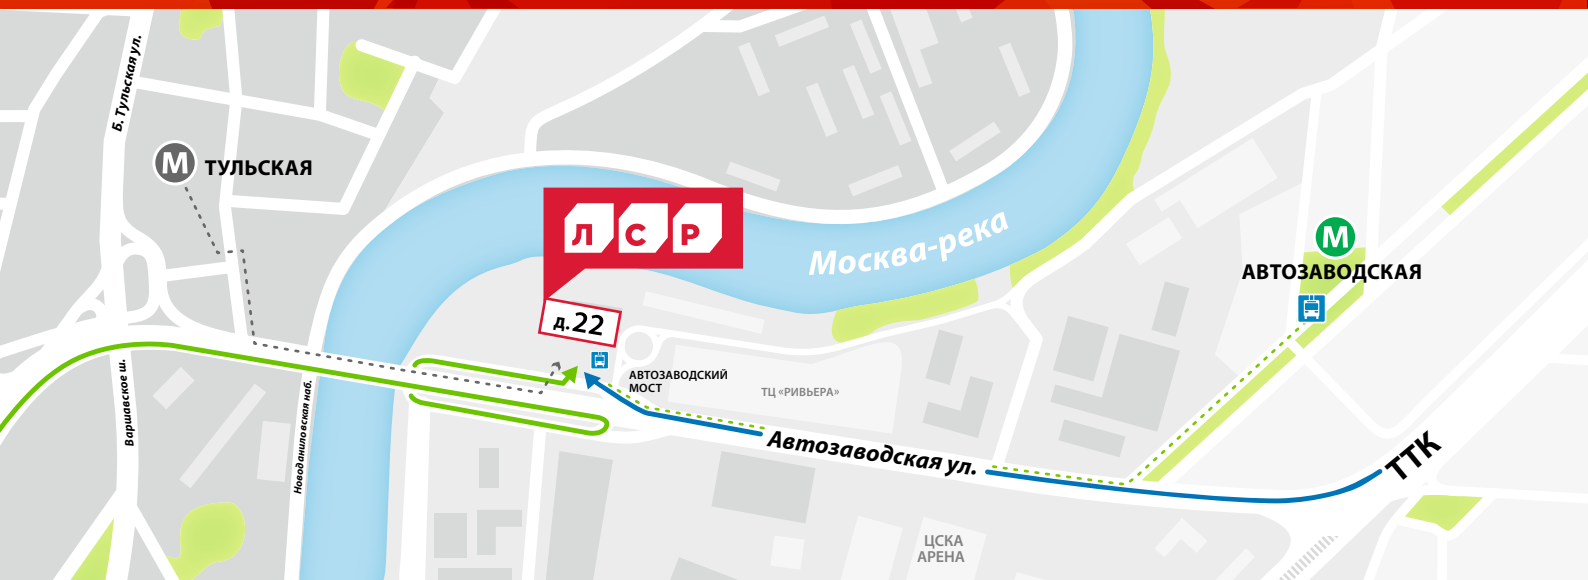 Б. Тульская ул.
М
ТУЛЬСКАЯ
ЛСР
Москва-река
М
АВТОЗАВОДСКАЯ
д.22
АВТОЗАВОДСКИЙ
МОСТ
ТЦ «РИВЬЕРА»
Варшавское ш.
Новоданиловская наб.
Автозаводская ул.
ТТК
ЦСКА
АРЕНА